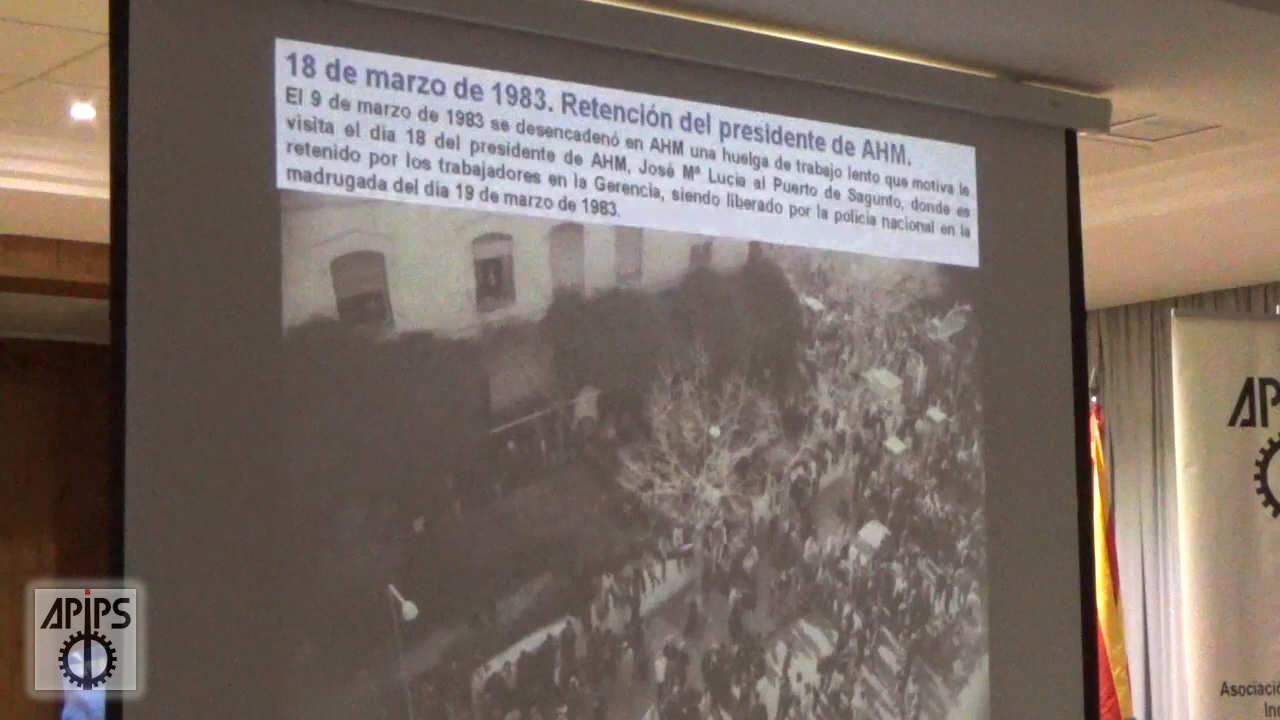 18 de marzo de 1983. Retención del presidente de AHM.
El 9 de marzo de 1983 se desencadenó en AHM una huelga de trabajo lento que motiva la
visita el día 18 del presidente de AHM, José Mª Lucia al Puerto de Sagunto, donde es
retenido por los trabajadores en la Gerencia, siendo liberado por la policía nacional en la
madrugada del día 19 de marzo de 1983.
AP
APIPS
Asociació
In